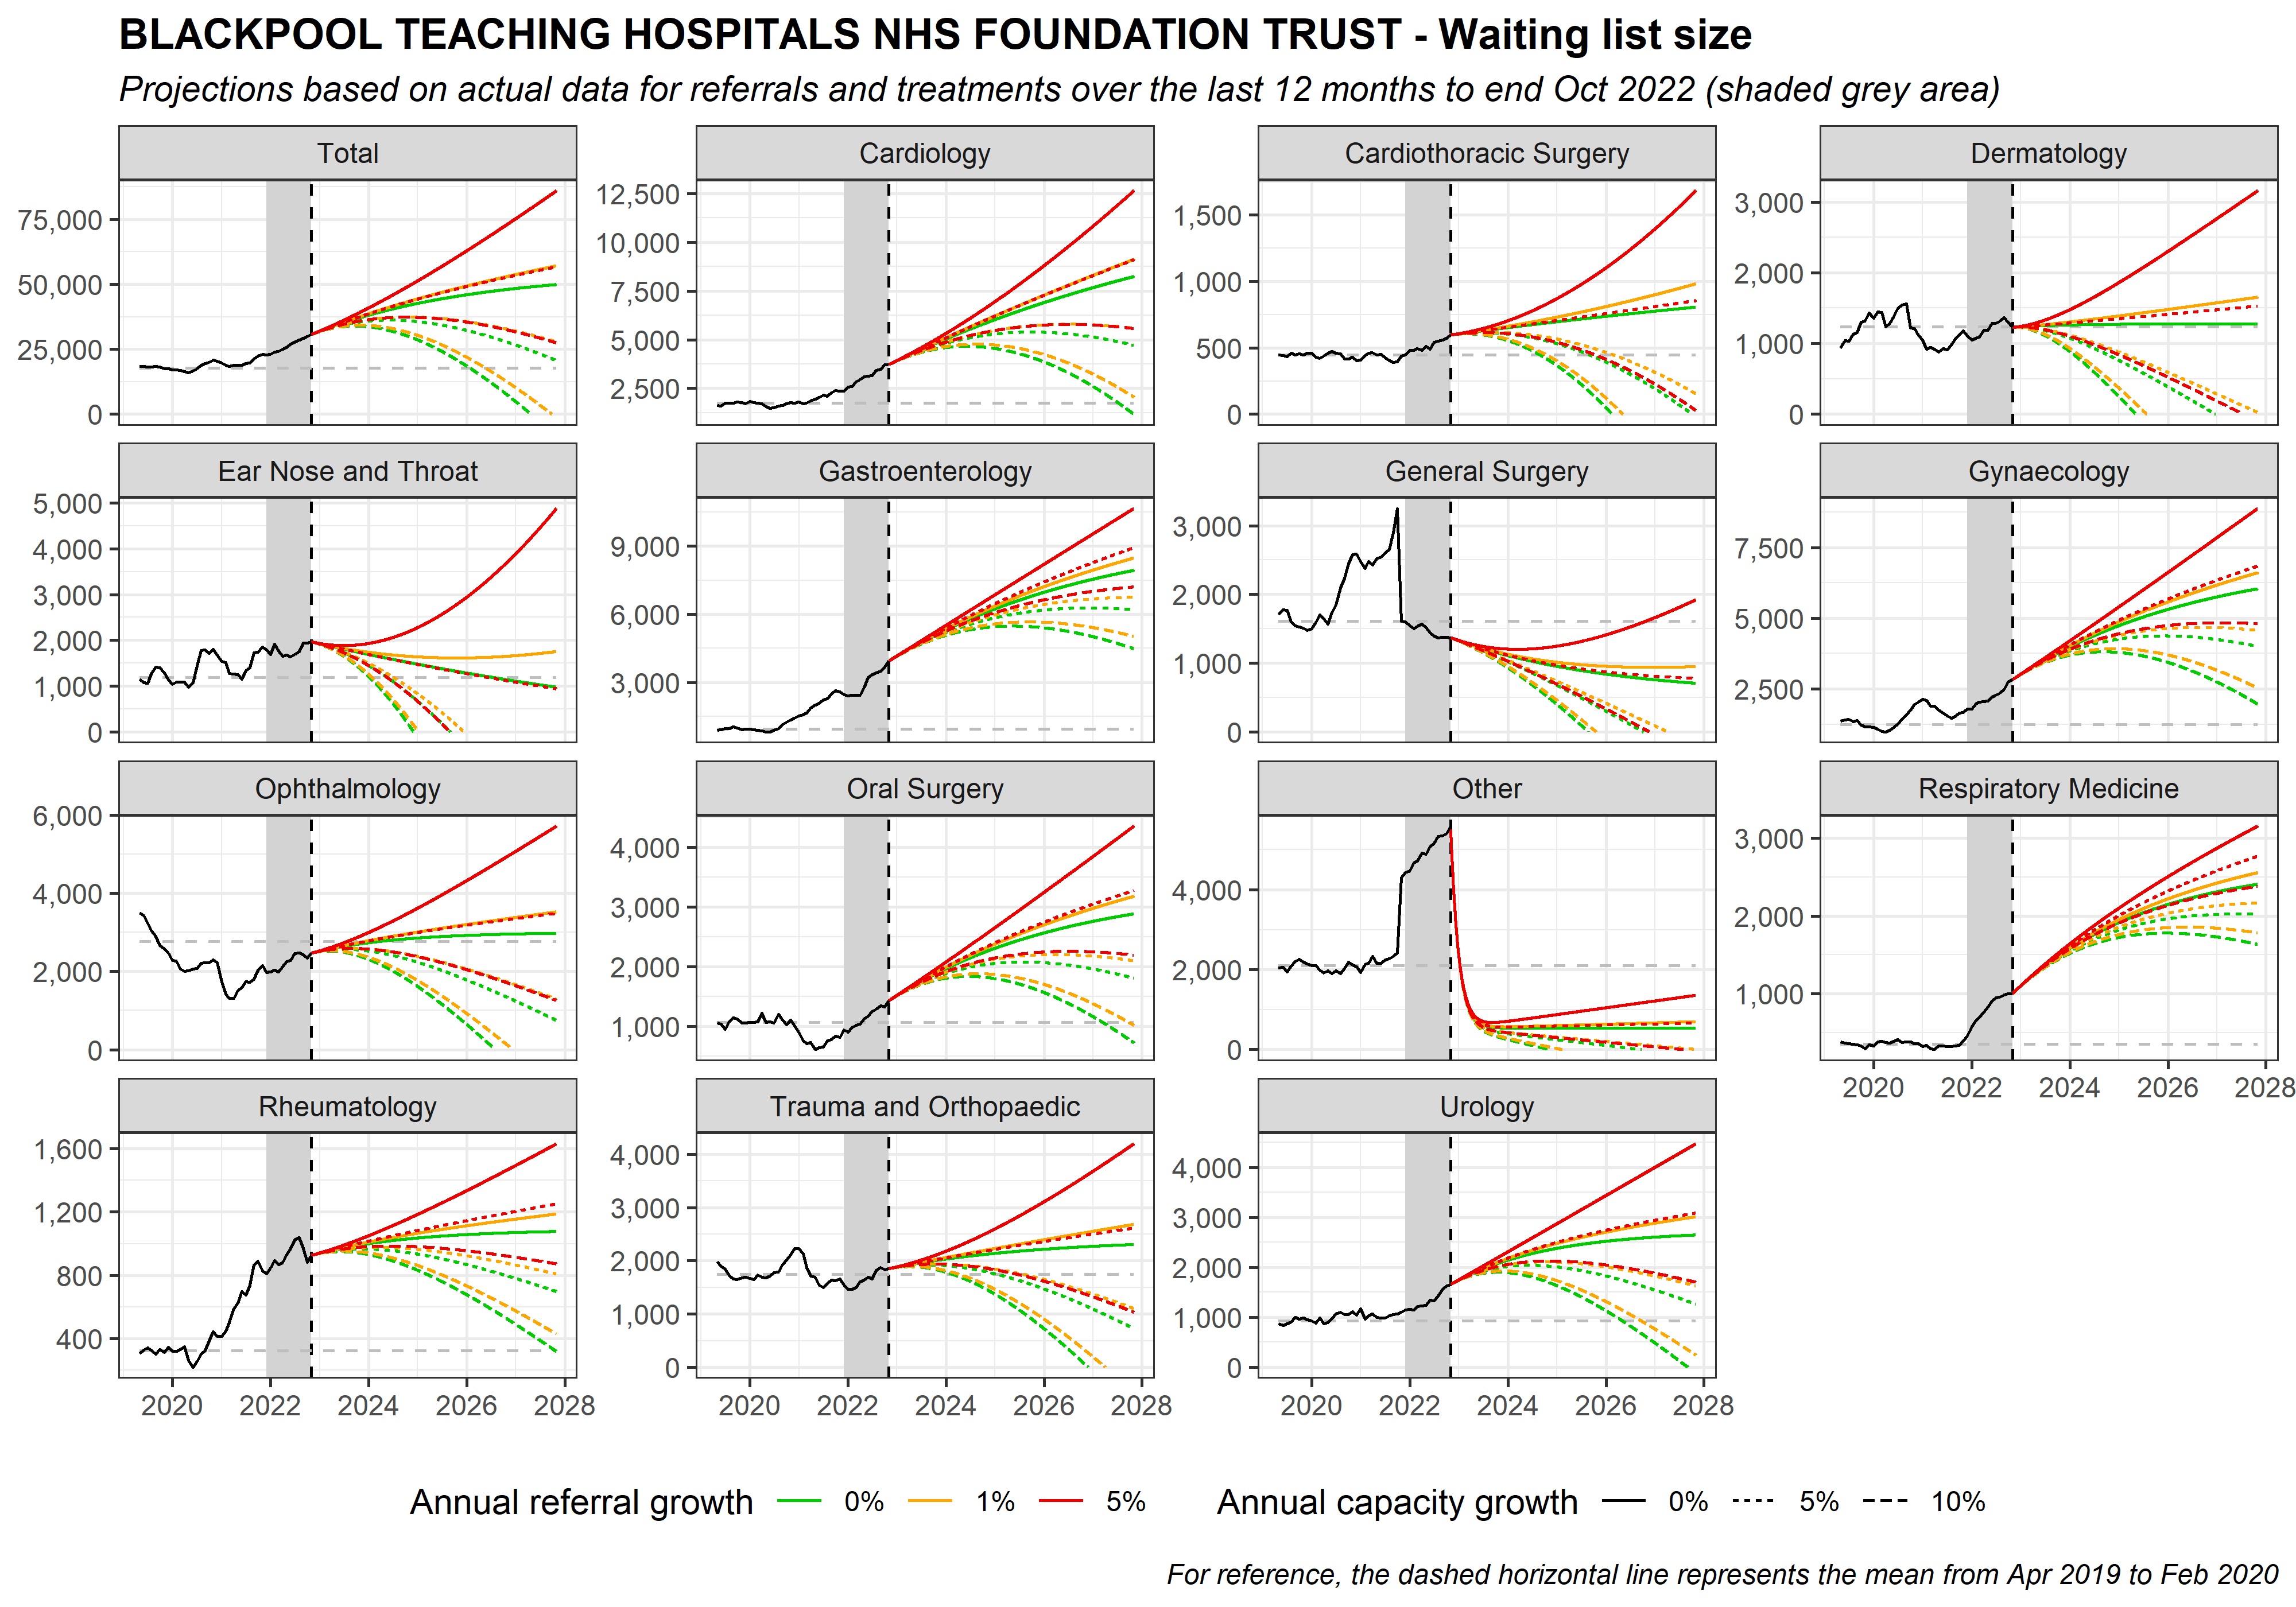 BLACKPOOL TEACHING HOSPITALS NHS FOUNDATION TRUST - Waiting list size
Projections based on actual data for referrals and treatments over the last 12 months to end Oct 2022 (shaded grey area)
Total
75,000
50,000
25,000
0
Cardiology
12,500
10,000
7,500
5,000
2,500
Cardiothoracic Surgery
1,500
1,000
500
0
Dermatology
3,000
2,000
1,000
0
Ear Nose and Throat
5,000
4,000
3,000
2,000
1,000
0
Gastroenterology
9,000
6,000
3,000
General Surgery
3,000
2,000
1,000
0
Gynaecology
7,500
5,000
2,500
Ophthalmology
6,000
4,000
2,000
0
Oral Surgery
4,000
3,000
2,000
1,000
Other
4,000
2,000
0
Respiratory Medicine
3,000
2,000
1,000
2020 2022 2024 2026 2028
Rheumatology
1,600
1,200
800
400
2020 2022 2024 2026 2028
Trauma and Orthopaedic
4,000
3,000
2,000
1,000
0
2020 2022 2024 2026 2028
Urology
4,000
3,000
2,000
1,000
0
2020 2022 2024 2026 2028
Annual referral growth 0% 1% 5% Annual capacity growth 0% 5% 10%
For reference, the dashed horizontal line represents the mean from Apr 2019 to Feb 2020